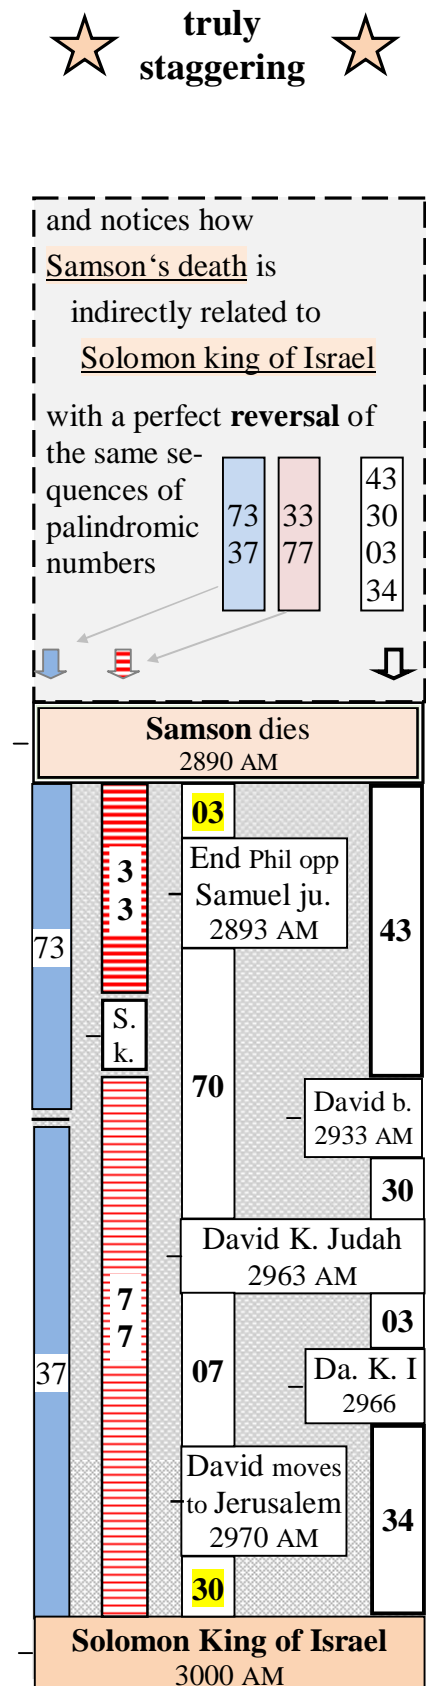 truly
staggering
and notices how
Samson‘s death is
indirectly related to
Solomon king of Israel
with a perfect reversal of
the same se-
quences of
palindromic
numbers
73
37
33
77
43
30
03
34
Samson dies
2890 AM
03
End Phil opp
Samuel ju.
2893 AM
3
3
43
73
S.
k.
70
David b.
2933 AM
30
David K. Judah
2963 AM
7
7
03
37
07
Da. K. I
2966
David moves
to Jerusalem
2970 AM
34
30
Solomon King of Israel
3000 AM